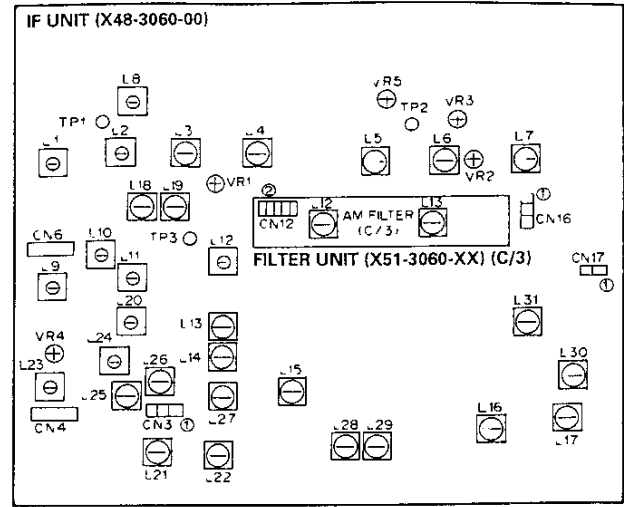 IF UNIT (X48-3060-00)
L8
VR5
TP2
VR3
TP1
L1
L2
L3
L4
L5
L6
L7
VR1
VR2
L18
L19
②
CN12
L12
AM FILTER
(C/3)
L13
①
CN16
CN6
L10
TP3
L12
FILTER UNIT (X51-3060-XX) (C/3)
CN17
①
L9
L11
L20
L13
L31
VR4
L24
L14
L23
L26
L15
L30
L25
CN4
CN3
①
L27
L28
L29
L16
L17
L21
L22